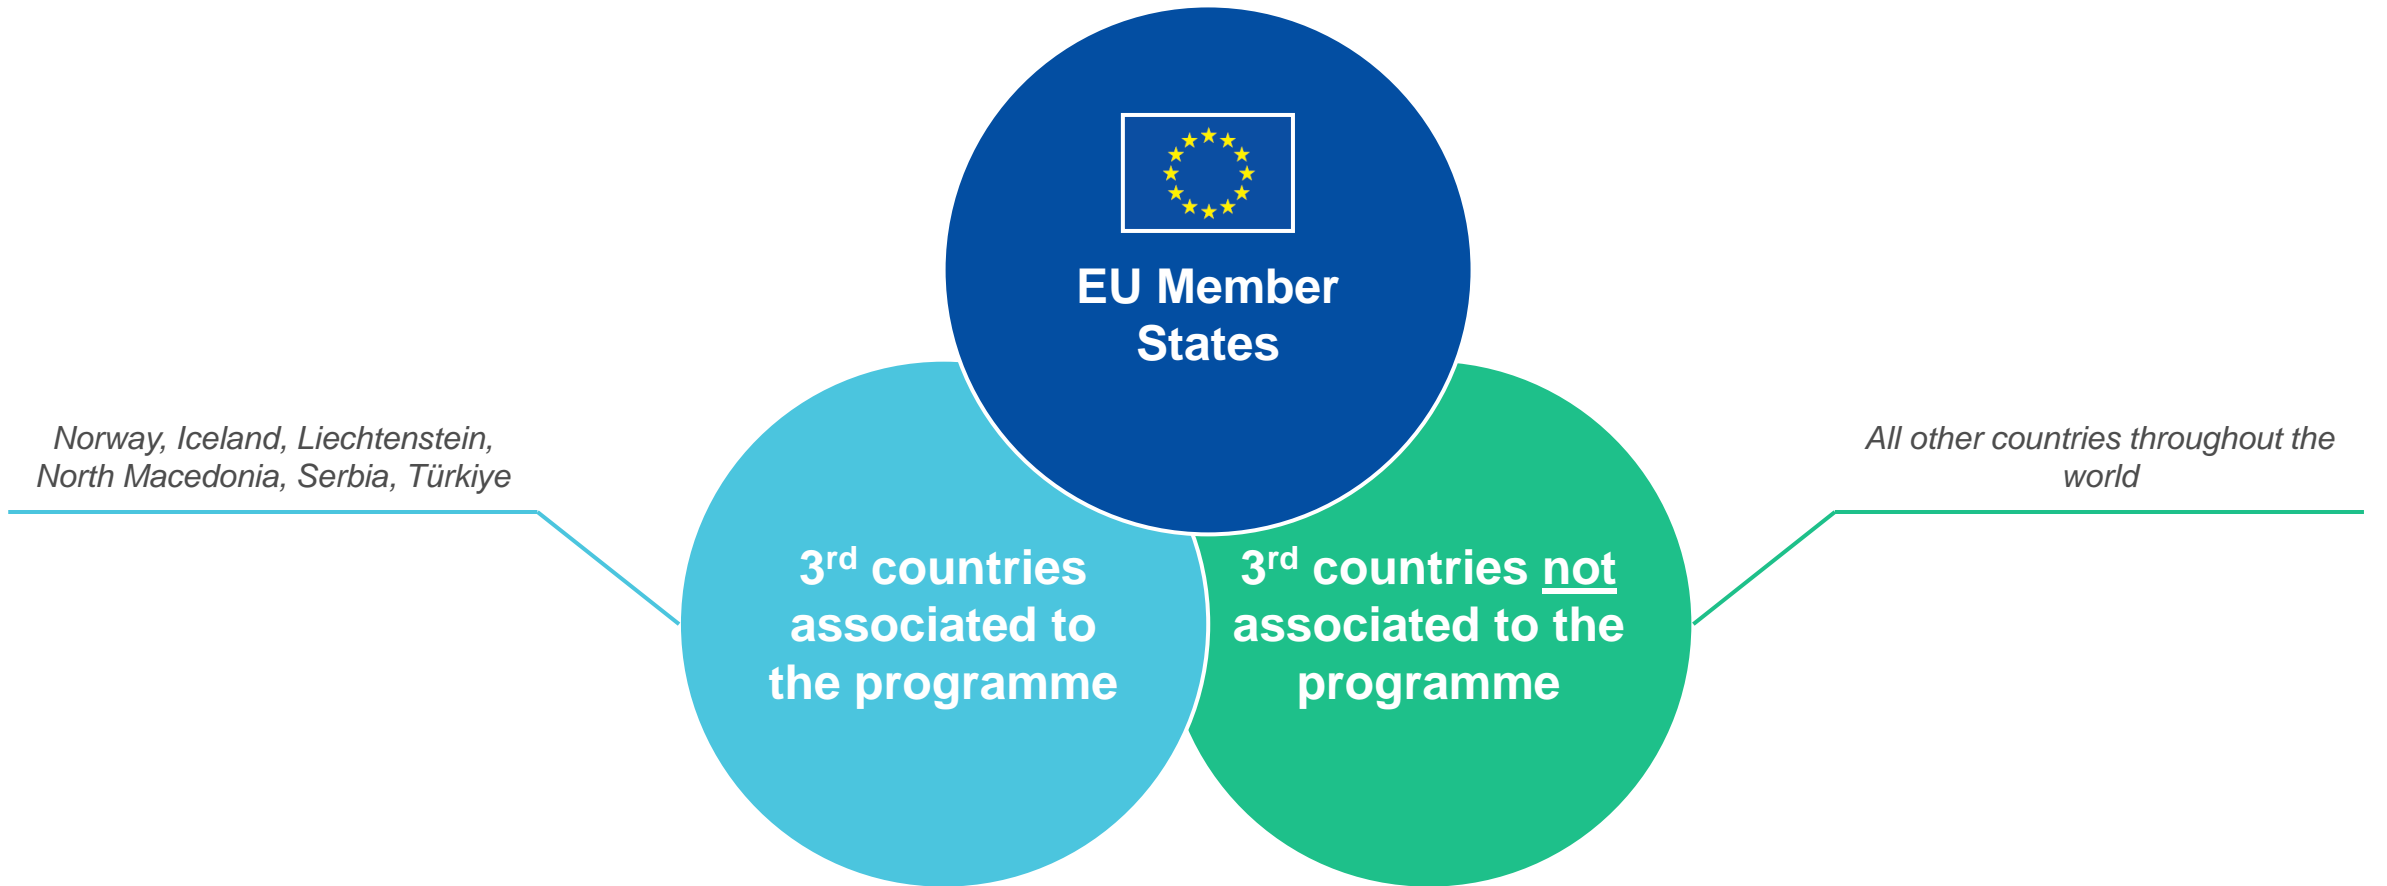 EU Member
States
Norway, Iceland, Liechtenstein,
North Macedonia, Serbia, Türkiye
All other countries throughout the
world
3rd countries
associated to
the programme
3rd countries not
associated to the
programme